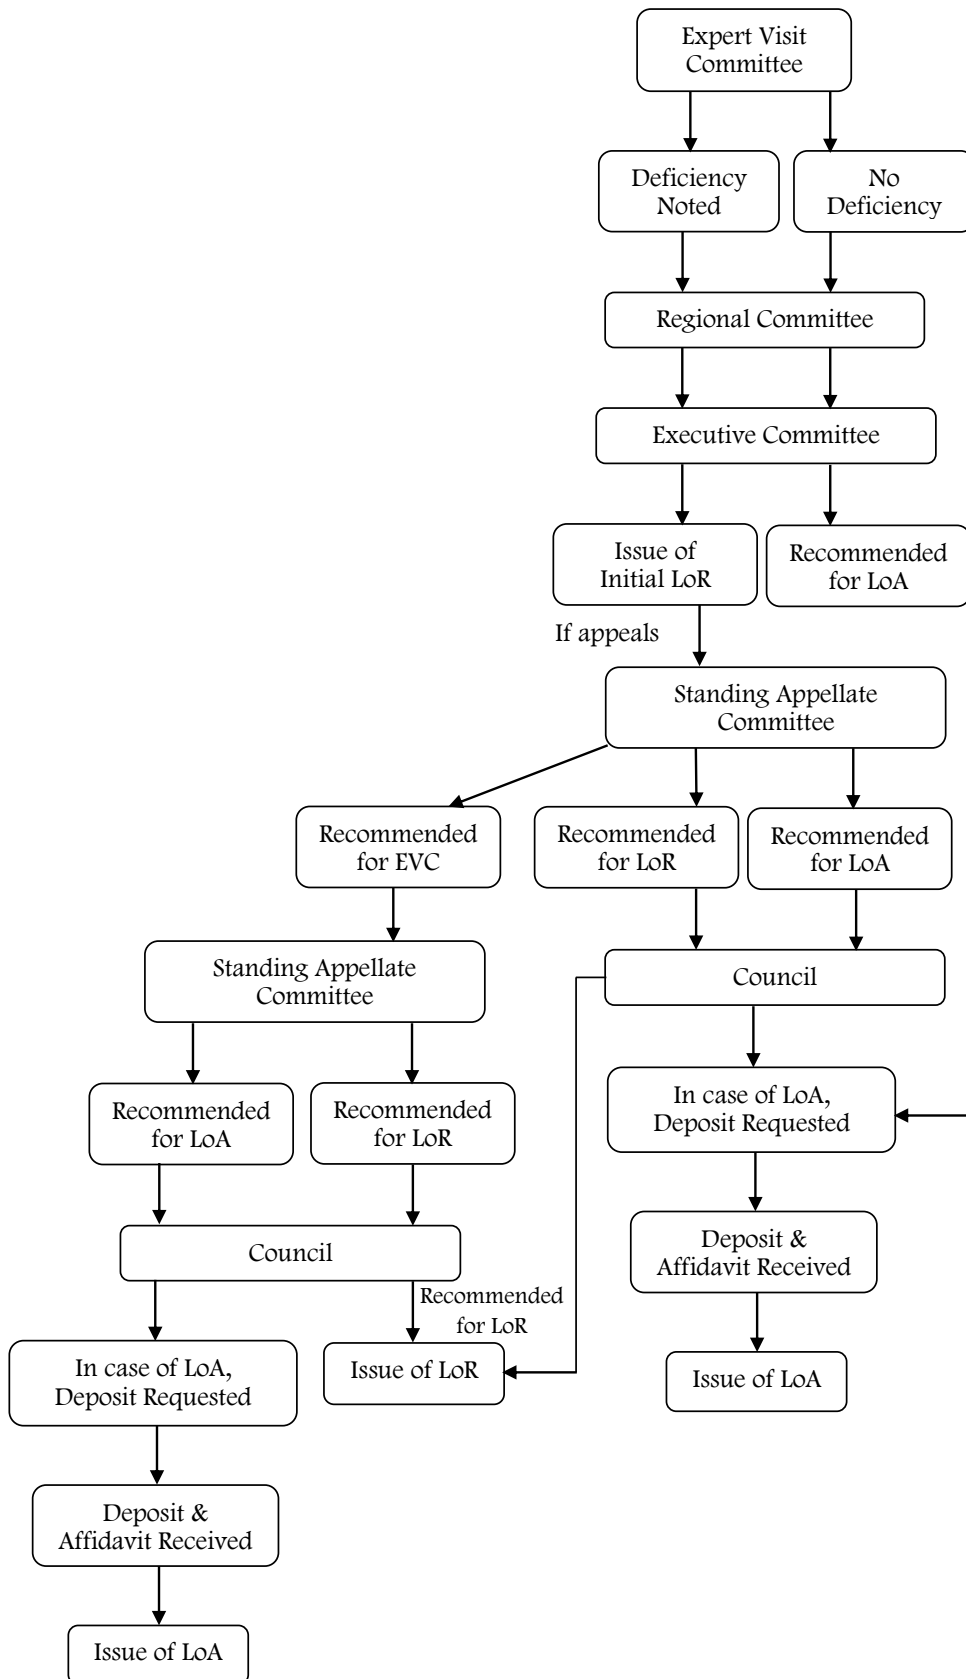 Expert Visit
Committee
Deficiency
Noted
No
Deficiency
Regional Committee
Executive Committee
Issue of
Initial LoR
Recommended
for LoA
If appeals
Standing Appellate
Committee
Recommended
for EVC
Recommended
for LoR
Recommended
for LoA
Standing Appellate
Committee
Council
Recommended
for LoA
Recommended
for LoR
In case of LoA,
Deposit Requested
Council
Deposit &
Affidavit Received
Recommended
for LoR
In case of LoA,
Deposit Requested
Issue of LoR
Issue of LoA
Deposit &
Affidavit Received
Issue of LoA